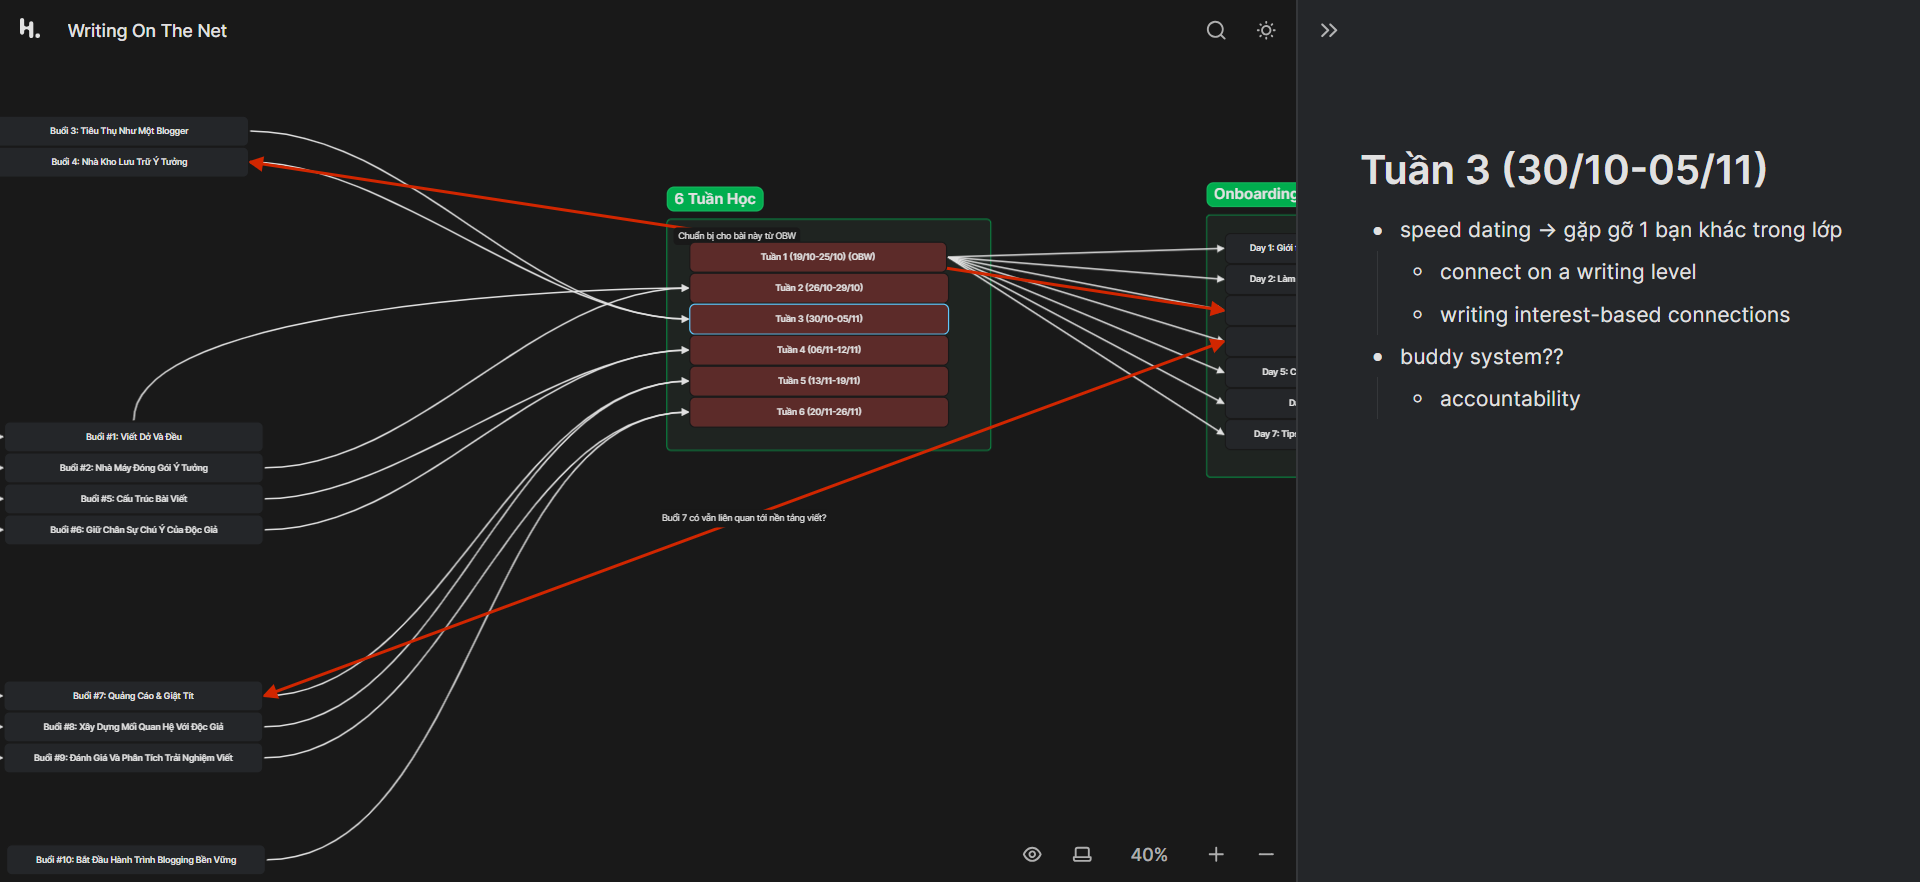 H.
Writing On The Net
Buổi 3: Tiêu Thụ Như Một Blogger
Buổi 4: Nhà Kho Lưu Trữ Ý Tưởng
Buổi #1: Viết Dở Và Đều
Buổi #2: Nhà Máy Đóng Gói Ý Tưởng
Buổi #5: Cấu Trúc Bài Viết
Buổi #6: Giữ Chân Sự Chú Ý Của Độc Giả
Buổi #7: Quảng Cáo & Giật Tít
Buổi #8: Xây Dựng Mối Quan Hệ Với Độc Giả
Buổi #9: Đánh Giá Và Phân Tích Trải Nghiệm Viết
Buổi #10: Bắt Đầu Hành Trình Blogging Bền Vững
6 Tuần Học
Chuẩn bị cho bài này từ OBW
Tuần 1 (19/10-25/10) (OBW)
Tuần 2 (26/10-29/10)
Tuần 3 (30/10-05/11)
Tuần 4 (06/11-12/11)
Tuần 5 (13/11-19/11)
Tuần 6 (20/11-26/11)
Buổi 7 có vẫn liên quan tới nền tảng viết?
Onboarding
Day 1: Giới
Day 2: Làm
Day 5: C
D
Day 7: Tips
40%
Tuần 3 (30/10-05/11)
speed dating → gặp gỡ 1 bạn khác trong lớp
connect on a writing level
writing interest-based connections
buddy system??
accountability